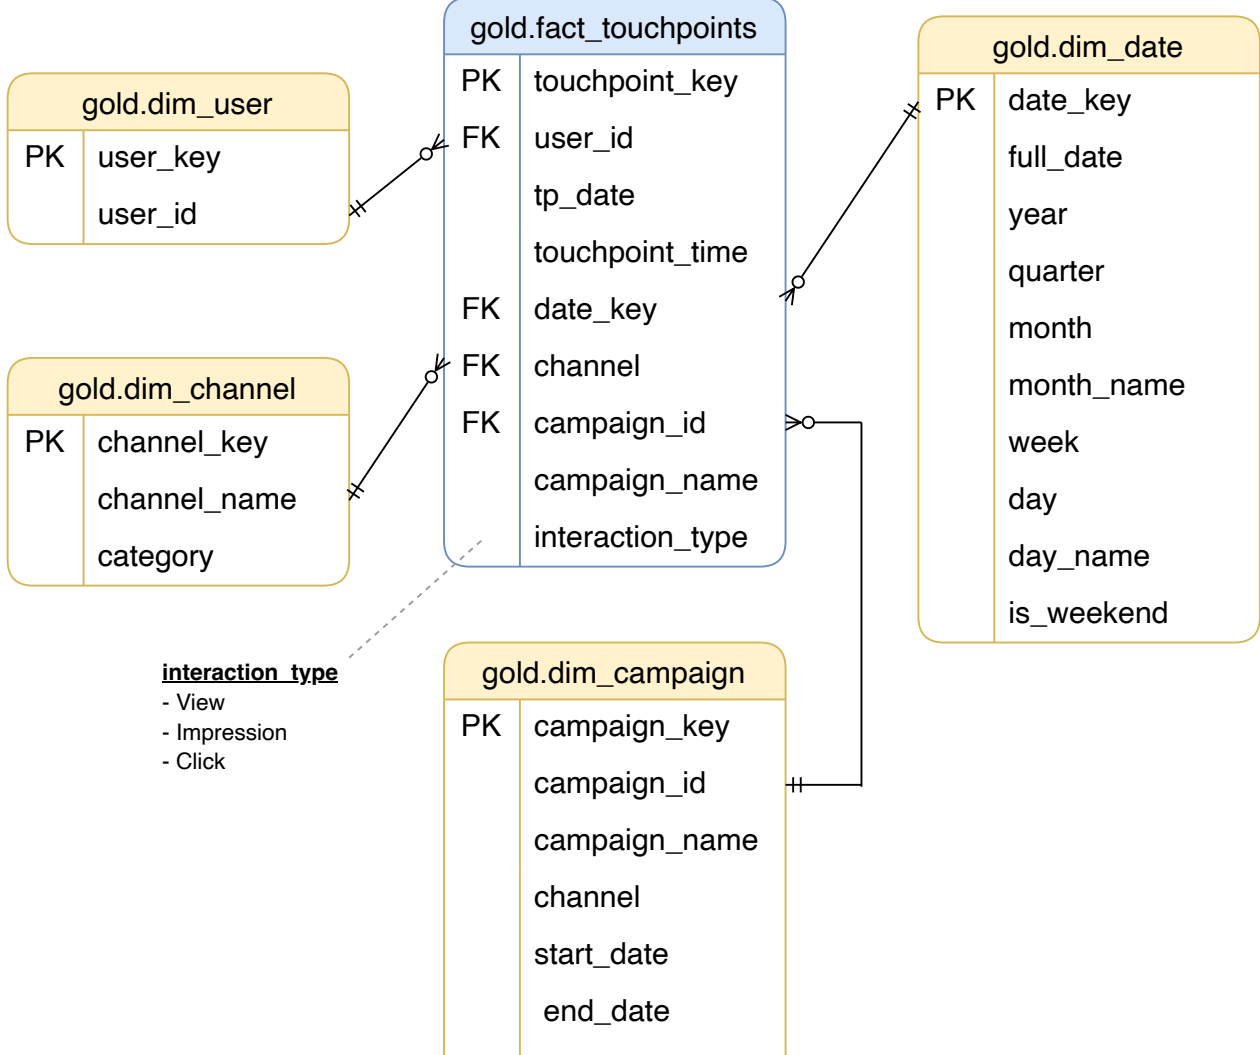 gold.fact_touchpoints
PK touchpoint_key
FK user_id
tp_date
touchpoint_time
FK date_key
FK channel
FK campaign_id
campaign_name
interaction_type
gold.dim_user
PK user_key
user_id
gold.dim_channel
PK channel_key
channel_name
category
gold.dim_date
PK date_key
full_date
year
quarter
month
month_name
week
day
day_name
is_weekend
interaction_type
- View
- Impression
- Click
gold.dim_campaign
PK campaign_key
campaign_id
campaign_name
channel
start_date
end_date